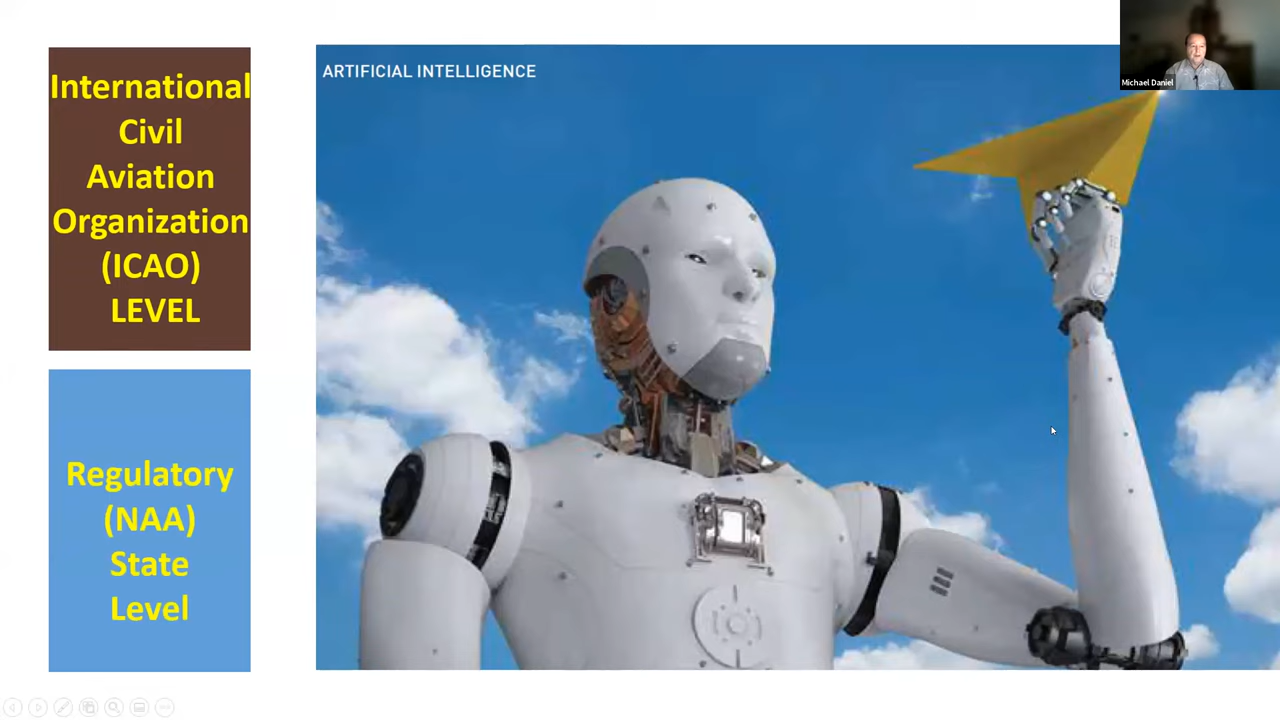 International
Civil
Aviation
Organization
(ICAO)
LEVEL
Regulatory
(NAA)
State
Level
ARTIFICIAL INTELLIGENCE
Michael Daniel